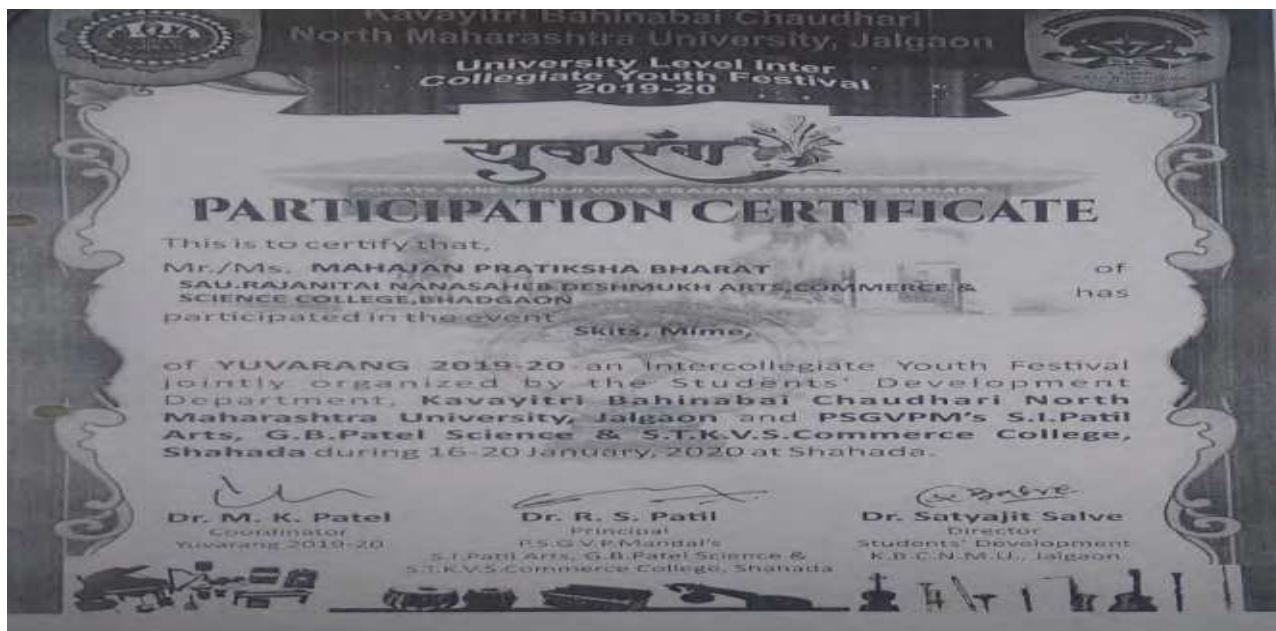 Kavayitri Bahinabai Chaudhari
North Maharashtra University, Jalgaon
University Level Inter
Collegiate Youth Festival
2019-20
युवारंग
PARTICIPATION CERTIFICATE
This is to certify that,
Mr./Ms. MAHAJAN PRATIKSHA BHARAT of
SAU.RAJANITAI NANASAHEB DESHMUKH ARTS,COMMERCE &
SCIENCE COLLEGE,BHADGAON has
participated in the event
Skits, Mime,
of YUVARANG 2019-20 an Intercollegiate Youth Festival
jointly organized by the Students' Development
Department, Kavayitri Bahinabai Chaudhari North
Maharashtra University, Jalgaon and PSGVPM's S.I.Patil
Arts, G.B.Patel Science & S.T.K.V.S.Commerce College,
Shahada during 16-20 January, 2020 at Shahada.
Dr. M. K. Patel
Coordinator
Yuvarang 2019-20
Dr. R. S. Patil
Principal
P.S.G.V.P.Mandal's
S.I.Patil Arts, G.B.Patel Science &
S.T.K.V.S.Commerce College, Shahada
Dr. Satyajit Salve
Director
Students' Development
K.B.C.N.M.U., Jalgaon